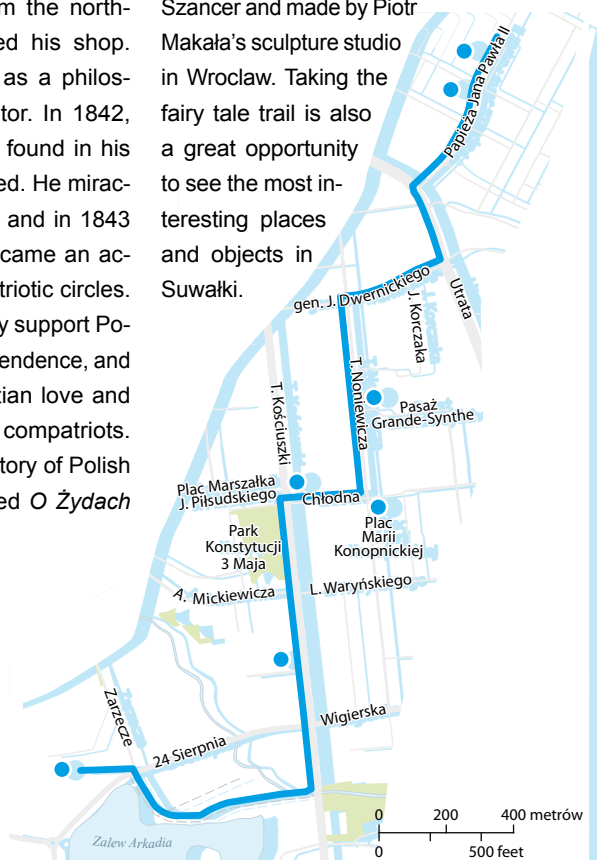 m the north-
ed his shop.
as a philos-
tor. In 1842,
found in his
ed. He mirac-
and in 1843
came an ac-
triotic circles.
y support Po-
endence, and
tian love and
compatriots.
tory of Polish
ed O Żydach
Szancer and made by Piotr
Makała’s sculpture studio
in Wroclaw. Taking the
fairy tale trail is also
a great opportunity
to see the most in-
teresting places
and objects in
Suwałki.
Papieża Jana Pawła II
gen. J. Dwernickiego
Utrata
J. Korczaka
T. Noniewicza
T. Kościuszki
Pasaż
Grande-Synthe
Plac Marszałka
J. Piłsudskiego
Chłodna
Plac
Marii
Konopnickiej
Park
Konstytucji
3 Maja
A. Mickiewicza
L. Waryńskiego
Zarzecze
24 Sierpnia
Wigierska
Zalew Arkadia
0 200 400 metrów
0 500 feet